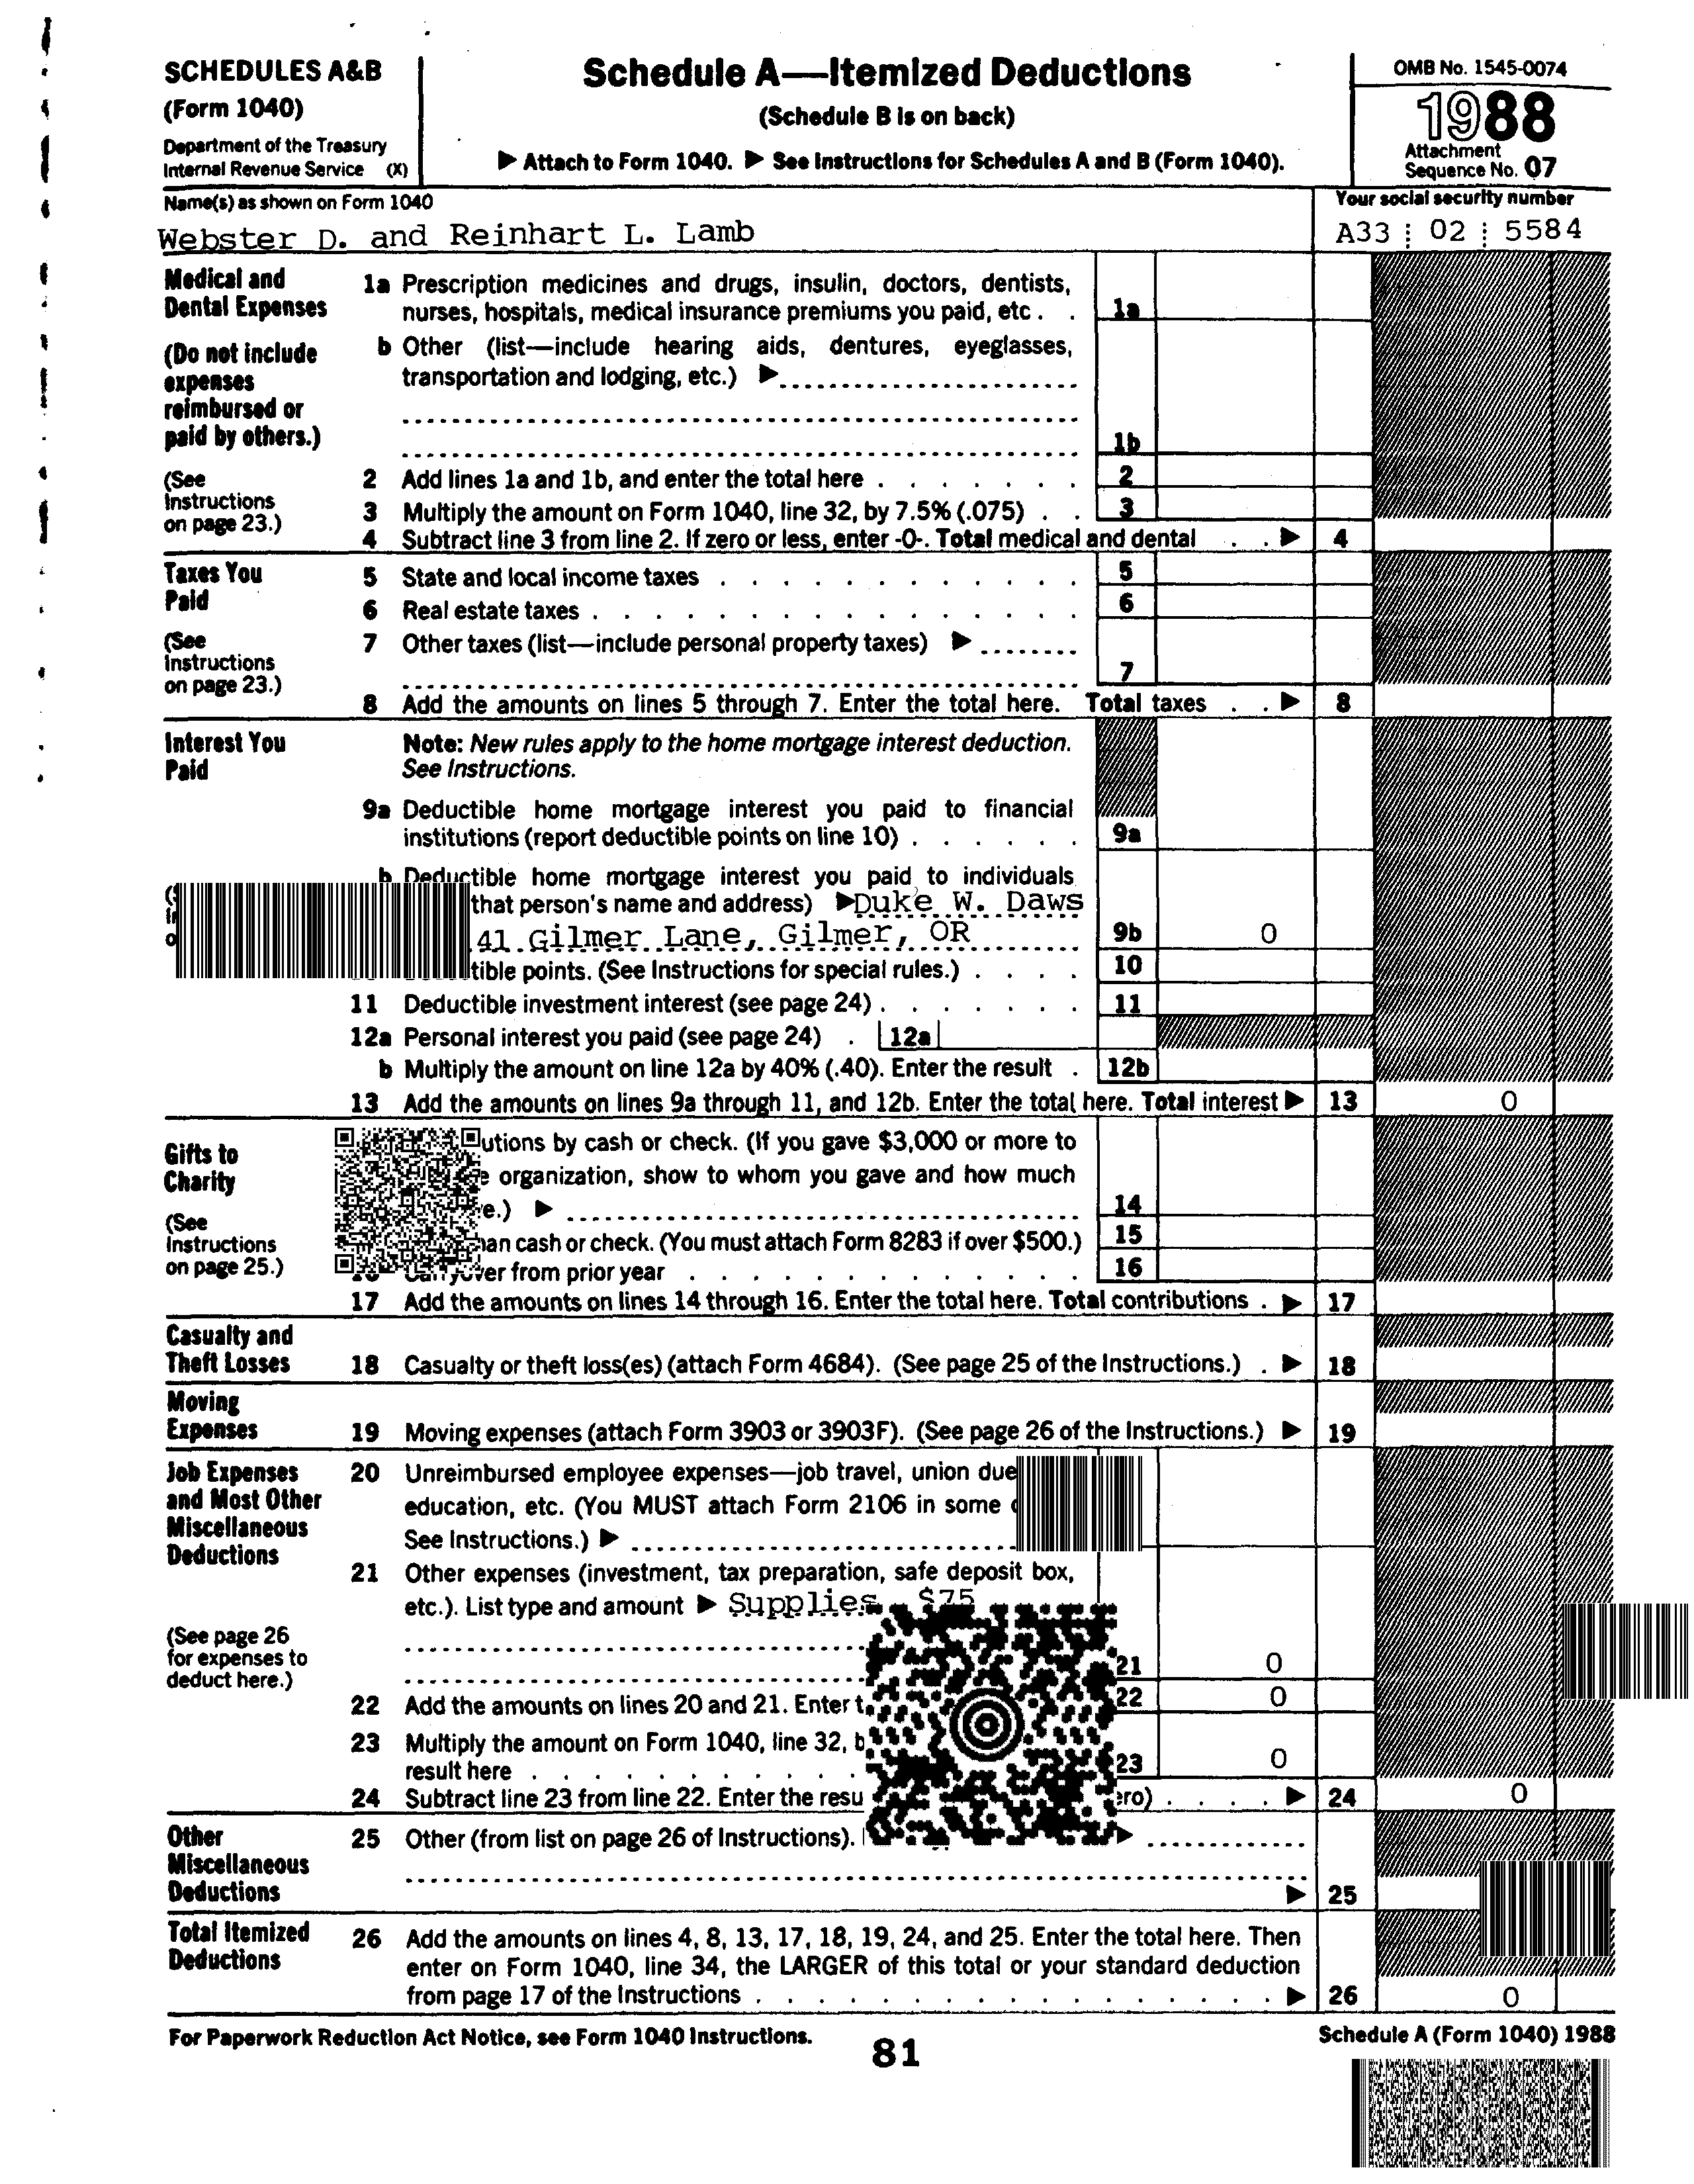 SCHEDULES A&B
(Form 1040)
Department of the Treasury
Internal Revenue Service (X)
Schedule A—Itemized Deductions
(Schedule B is on back)
▶ Attach to Form 1040. ▶ See Instructions for Schedules A and B (Form 1040).
OMB No. 1545-0074
1988
Attachment
Sequence No. 07
Name(s) as shown on Form 1040
Webster D. and Reinhart L. Lamb
Your social security number
A33 02 5584
Medical and
Dental Expenses
(Do not include
expenses
reimbursed or
paid by others.)
(See
Instructions
on page 23.)
1a Prescription medicines and drugs, insulin, doctors, dentists,
nurses, hospitals, medical insurance premiums you paid, etc . . 1a
b Other (list—include hearing aids, dentures, eyeglasses,
transportation and lodging, etc.) ▶
1b
2 Add lines 1a and 1b, and enter the total here . . . . . . . 2
3 Multiply the amount on Form 1040, line 32, by 7.5% (.075) . . 3
4 Subtract line 3 from line 2. If zero or less, enter -0-. Total medical and dental . . ▶ 4
Taxes You
Paid
(See
Instructions
on page 23.)
5 State and local income taxes . . . . . . . . . . . . 5
6 Real estate taxes . . . . . . . . . . . . . . . . 6
7 Other taxes (list—include personal property taxes) ▶
7
8 Add the amounts on lines 5 through 7. Enter the total here. Total taxes . . ▶ 8
Interest You
Paid
Note: New rules apply to the home mortgage interest deduction.
See Instructions.
9a Deductible home mortgage interest you paid to financial
institutions (report deductible points on line 10) . . . . . . 9a
b Deductible home mortgage interest you paid to individuals
that person's name and address) ▶ Duke W. Daws
41 Gilmer Lane, Gilmer, OR 9b 0
points. (See Instructions for special rules.) . . . . 10
11 Deductible investment interest (see page 24) . . . . . . . 11
12a Personal interest you paid (see page 24) . 12a
b Multiply the amount on line 12a by 40% (.40). Enter the result . 12b
13 Add the amounts on lines 9a through 11, and 12b. Enter the total here. Total interest ▶ 13 0
Gifts to
Charity
(See
Instructions
on page 25.)
by cash or check. (If you gave $3,000 or more to
organization, show to whom you gave and how much
▶ 14
cash or check. (You must attach Form 8283 if over $500.) 15
from prior year . . . . . . . . . . . . 16
17 Add the amounts on lines 14 through 16. Enter the total here. Total contributions . ▶ 17
Casualty and
Theft Losses
18 Casualty or theft loss(es) (attach Form 4684). (See page 25 of the Instructions.) . ▶ 18
Moving
Expenses
19 Moving expenses (attach Form 3903 or 3903F). (See page 26 of the Instructions.) ▶ 19
Job Expenses
and Most Other
Miscellaneous
Deductions
(See page 26
for expenses to
deduct here.)
20 Unreimbursed employee expenses—job travel, union
education, etc. (You MUST attach Form 2106 in some
See Instructions.) ▶
21 Other expenses (investment, tax preparation, safe deposit box,
etc.). List type and amount ▶ Supplies $75
21 0
22 Add the amounts on lines 20 and 21. Enter 22 0
23 Multiply the amount on Form 1040, line 32,
result here . . . . . . . . . . 23 0
24 Subtract line 23 from line 22. Enter the . . . . ▶ 24 0
Other
Miscellaneous
Deductions
25 Other (from list on page 26 of Instructions). ▶
▶ 25
Total Itemized
Deductions
26 Add the amounts on lines 4, 8, 13, 17, 18, 19, 24, and 25. Enter the total here. Then
enter on Form 1040, line 34, the LARGER of this total or your standard deduction
from page 17 of the Instructions . . . . . . . . . . . . . . . . ▶ 26 0
For Paperwork Reduction Act Notice, see Form 1040 Instructions.
81
Schedule A (Form 1040) 1988